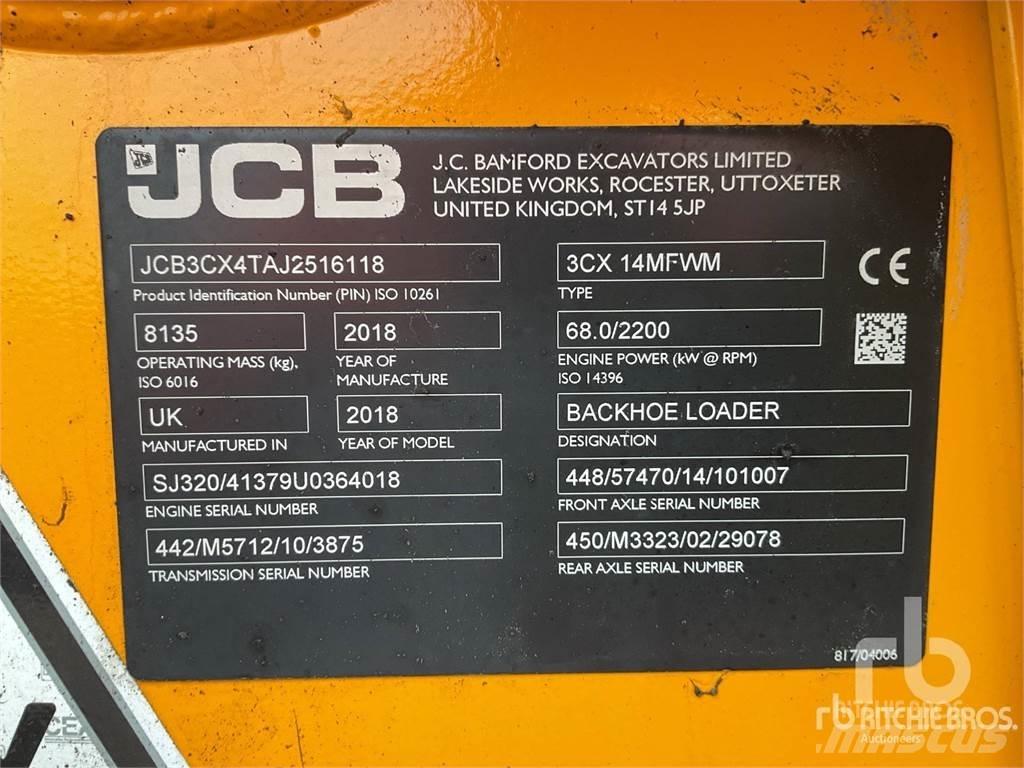 JCB
J.C. BAMFORD EXCAVATORS LIMITED
LAKESIDE WORKS, ROCESTER, UTTOXETER
UNITED KINGDOM, ST14 5JP
JCB3CX4TAJ2516118
Product Identification Number (PIN) ISO 10261
3CX 14MFWM
TYPE
CE
8135
OPERATING MASS (kg),
ISO 6016
2018
YEAR OF
MANUFACTURE
68.0/2200
ENGINE POWER (kW @ RPM)
ISO 14396
UK
MANUFACTURED IN
2018
YEAR OF MODEL
BACKHOE LOADER
DESIGNATION
SJ320/41379U0364018
ENGINE SERIAL NUMBER
448/57470/14/101007
FRONT AXLE SERIAL NUMBER
442/M5712/10/3875
TRANSMISSION SERIAL NUMBER
450/M3323/02/29078
REAR AXLE SERIAL NUMBER
817/04006
rb
rb RITCHIE BROS.
Auctioneers